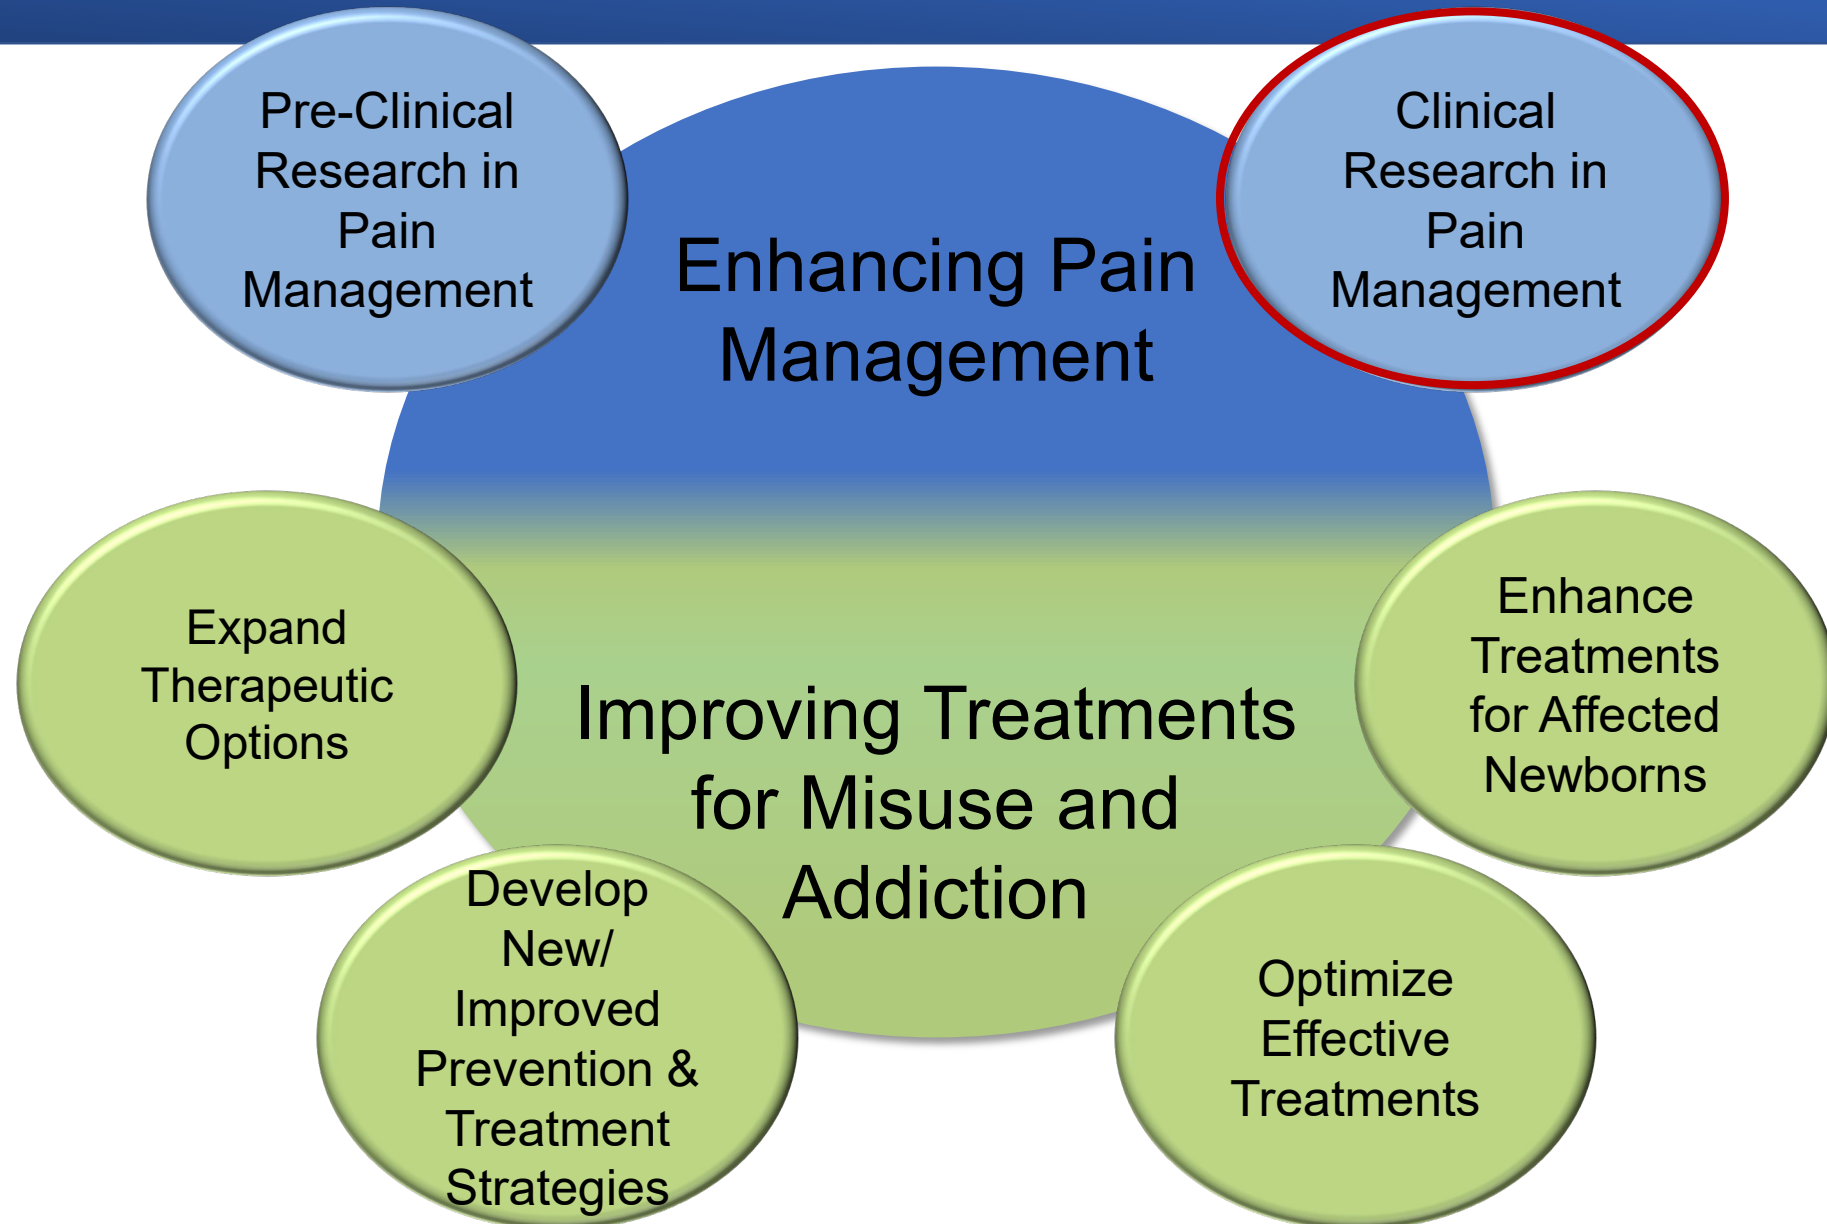 Pre-Clinical
Research in
Pain
Management
Clinical
Research in
Pain
Management
Enhancing Pain
Management
Expand
Therapeutic
Options
Enhance
Treatments
for Affected
Newborns
Improving Treatments
for Misuse and
Addiction
Develop
New/
Improved
Prevention &
Treatment
Strategies
Optimize
Effective
Treatments